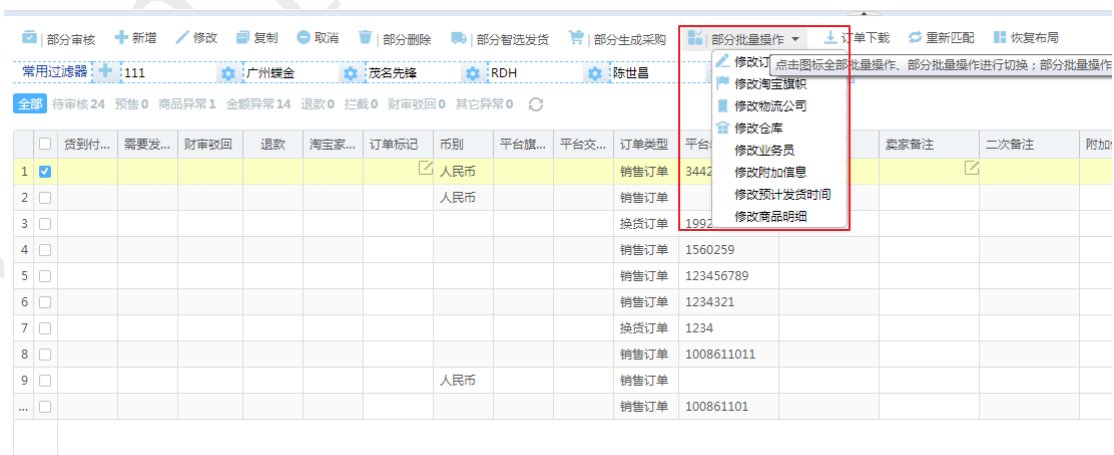 部分审核 新增 修改 复制 取消 部分删除 部分智选发货 部分生成采购 部分批量操作 订单下载 重新匹配 恢复布局
常用过滤器 111 广州蝶金 茂名先锋 RDH 陈世昌
修改订
点击图标全部批量操作、部分批量操作进行切换；部分批量操作
修改淘宝旗帜
修改物流公司
修改仓库
修改业务员
修改附加信息
修改预计发货时间
修改商品明细
全部 待审核 24 预售 0 商品异常 1 金额异常 14 退款 0 拦截 0 财审驳回 0 其它异常 0
货到付... 需要发... 财审驳回 退款 淘宝家... 订单标记 币别 平台旗... 平台交... 订单类型 平台 卖家备注 二次备注 附加
1 人民币 销售订单 3442
2 人民币 销售订单
3 换货订单 1992
4 销售订单 1560259
5 销售订单 123456789
6 销售订单 1234321
7 换货订单 1234
8 销售订单 1008611011
9 人民币 销售订单
... 销售订单 100861101